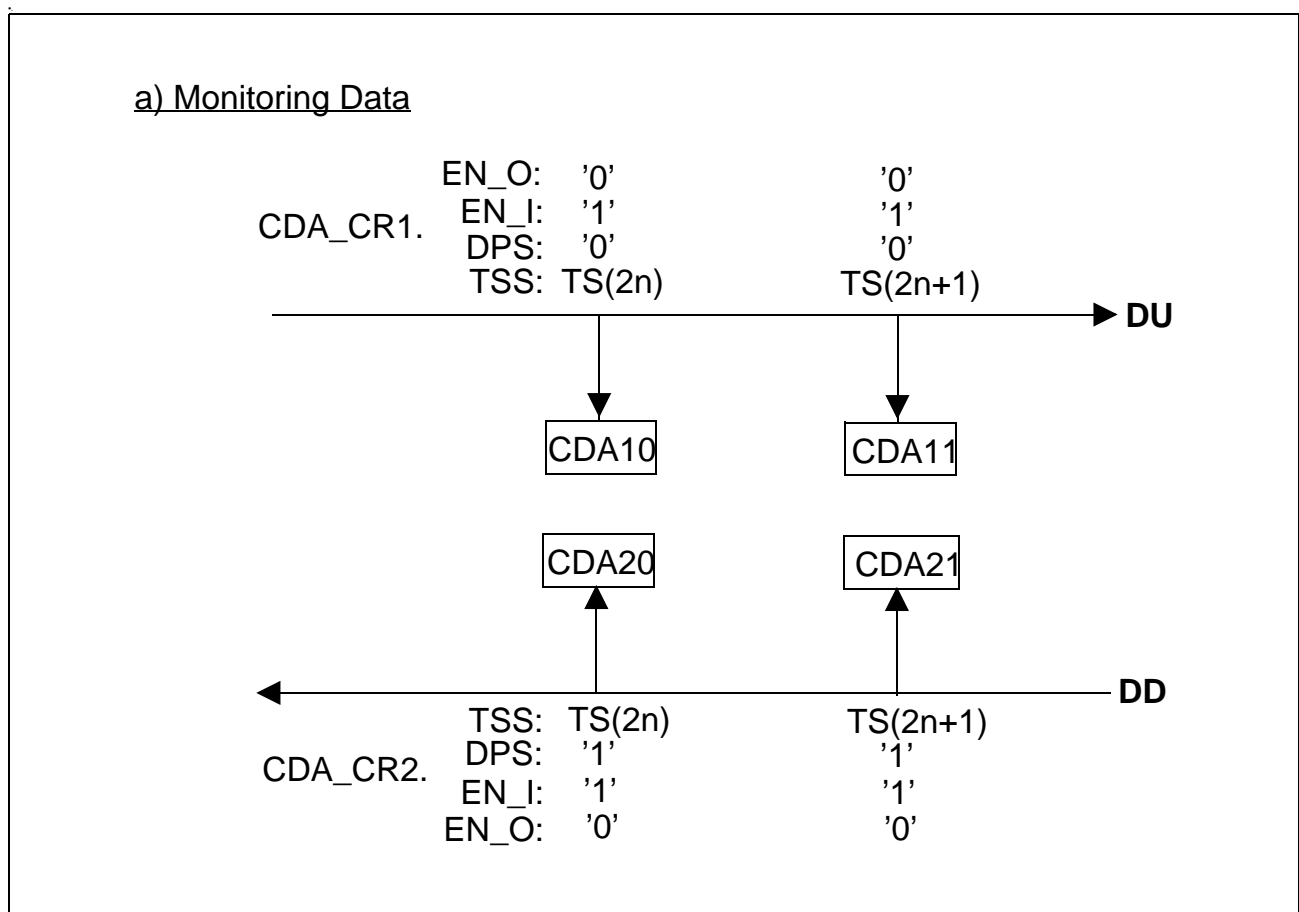 a) Monitoring Data
EN_O: ’0’ ’0’
CDA_CR1. EN_I: ’1’ ’1’
DPS: ’0’ ’0’
TSS: TS(2n) TS(2n+1)
DU
CDA10 CDA11
CDA20 CDA21
DD
TSS: TS(2n) TS(2n+1)
CDA_CR2. DPS: ’1’ ’1’
EN_I: ’1’ ’1’
EN_O: ’0’ ’0’